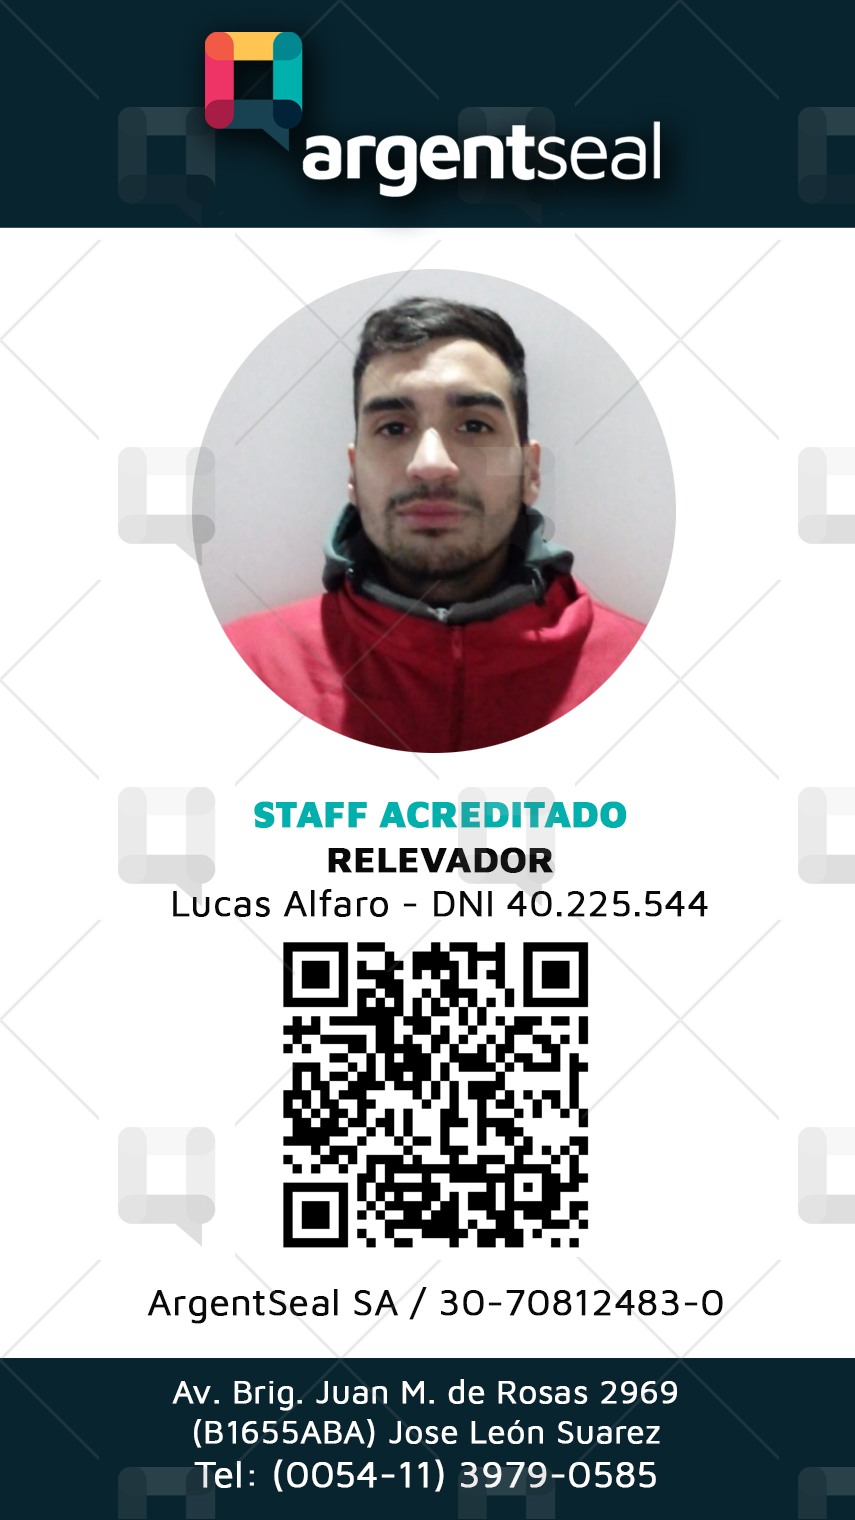 argentseal
STAFF ACREDITADO
RELEVADOR
Lucas Alfaro - DNI 40.225.544
ArgentSeal SA / 30-70812483-0
Av. Brig. Juan M. de Rosas 2969
(B1655ABA) Jose León Suarez
Tel: (0054-11) 3979-0585